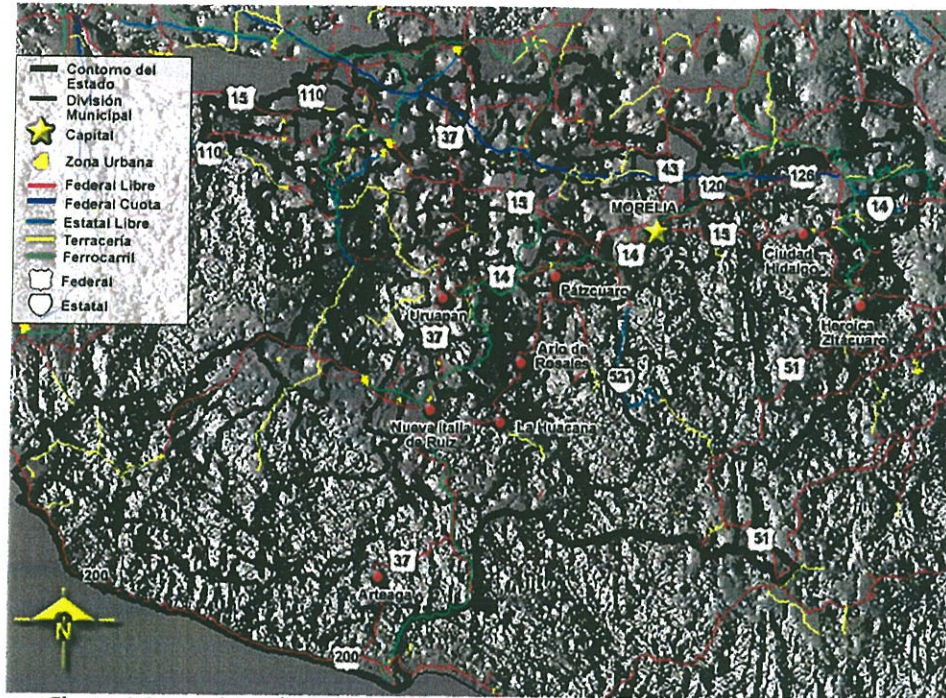 Contorno del
Estado
División
Municipal
Capital
Zona Urbana
Federal Libre
Federal Cuota
Estatal Libre
Terracería
Ferrocarril
Federal
Estatal
15
110
37
110
43
126
120
15
14
MORELIA
15
14
Ciudad
Hidalgo
14
Pátzcuaro
Uruapán
Heroica
Zitácuaro
37
Ario de
Rosales
51
521
Nueva Italia
de Ruiz
La Huacana
51
37
200
Arteaga
N
200